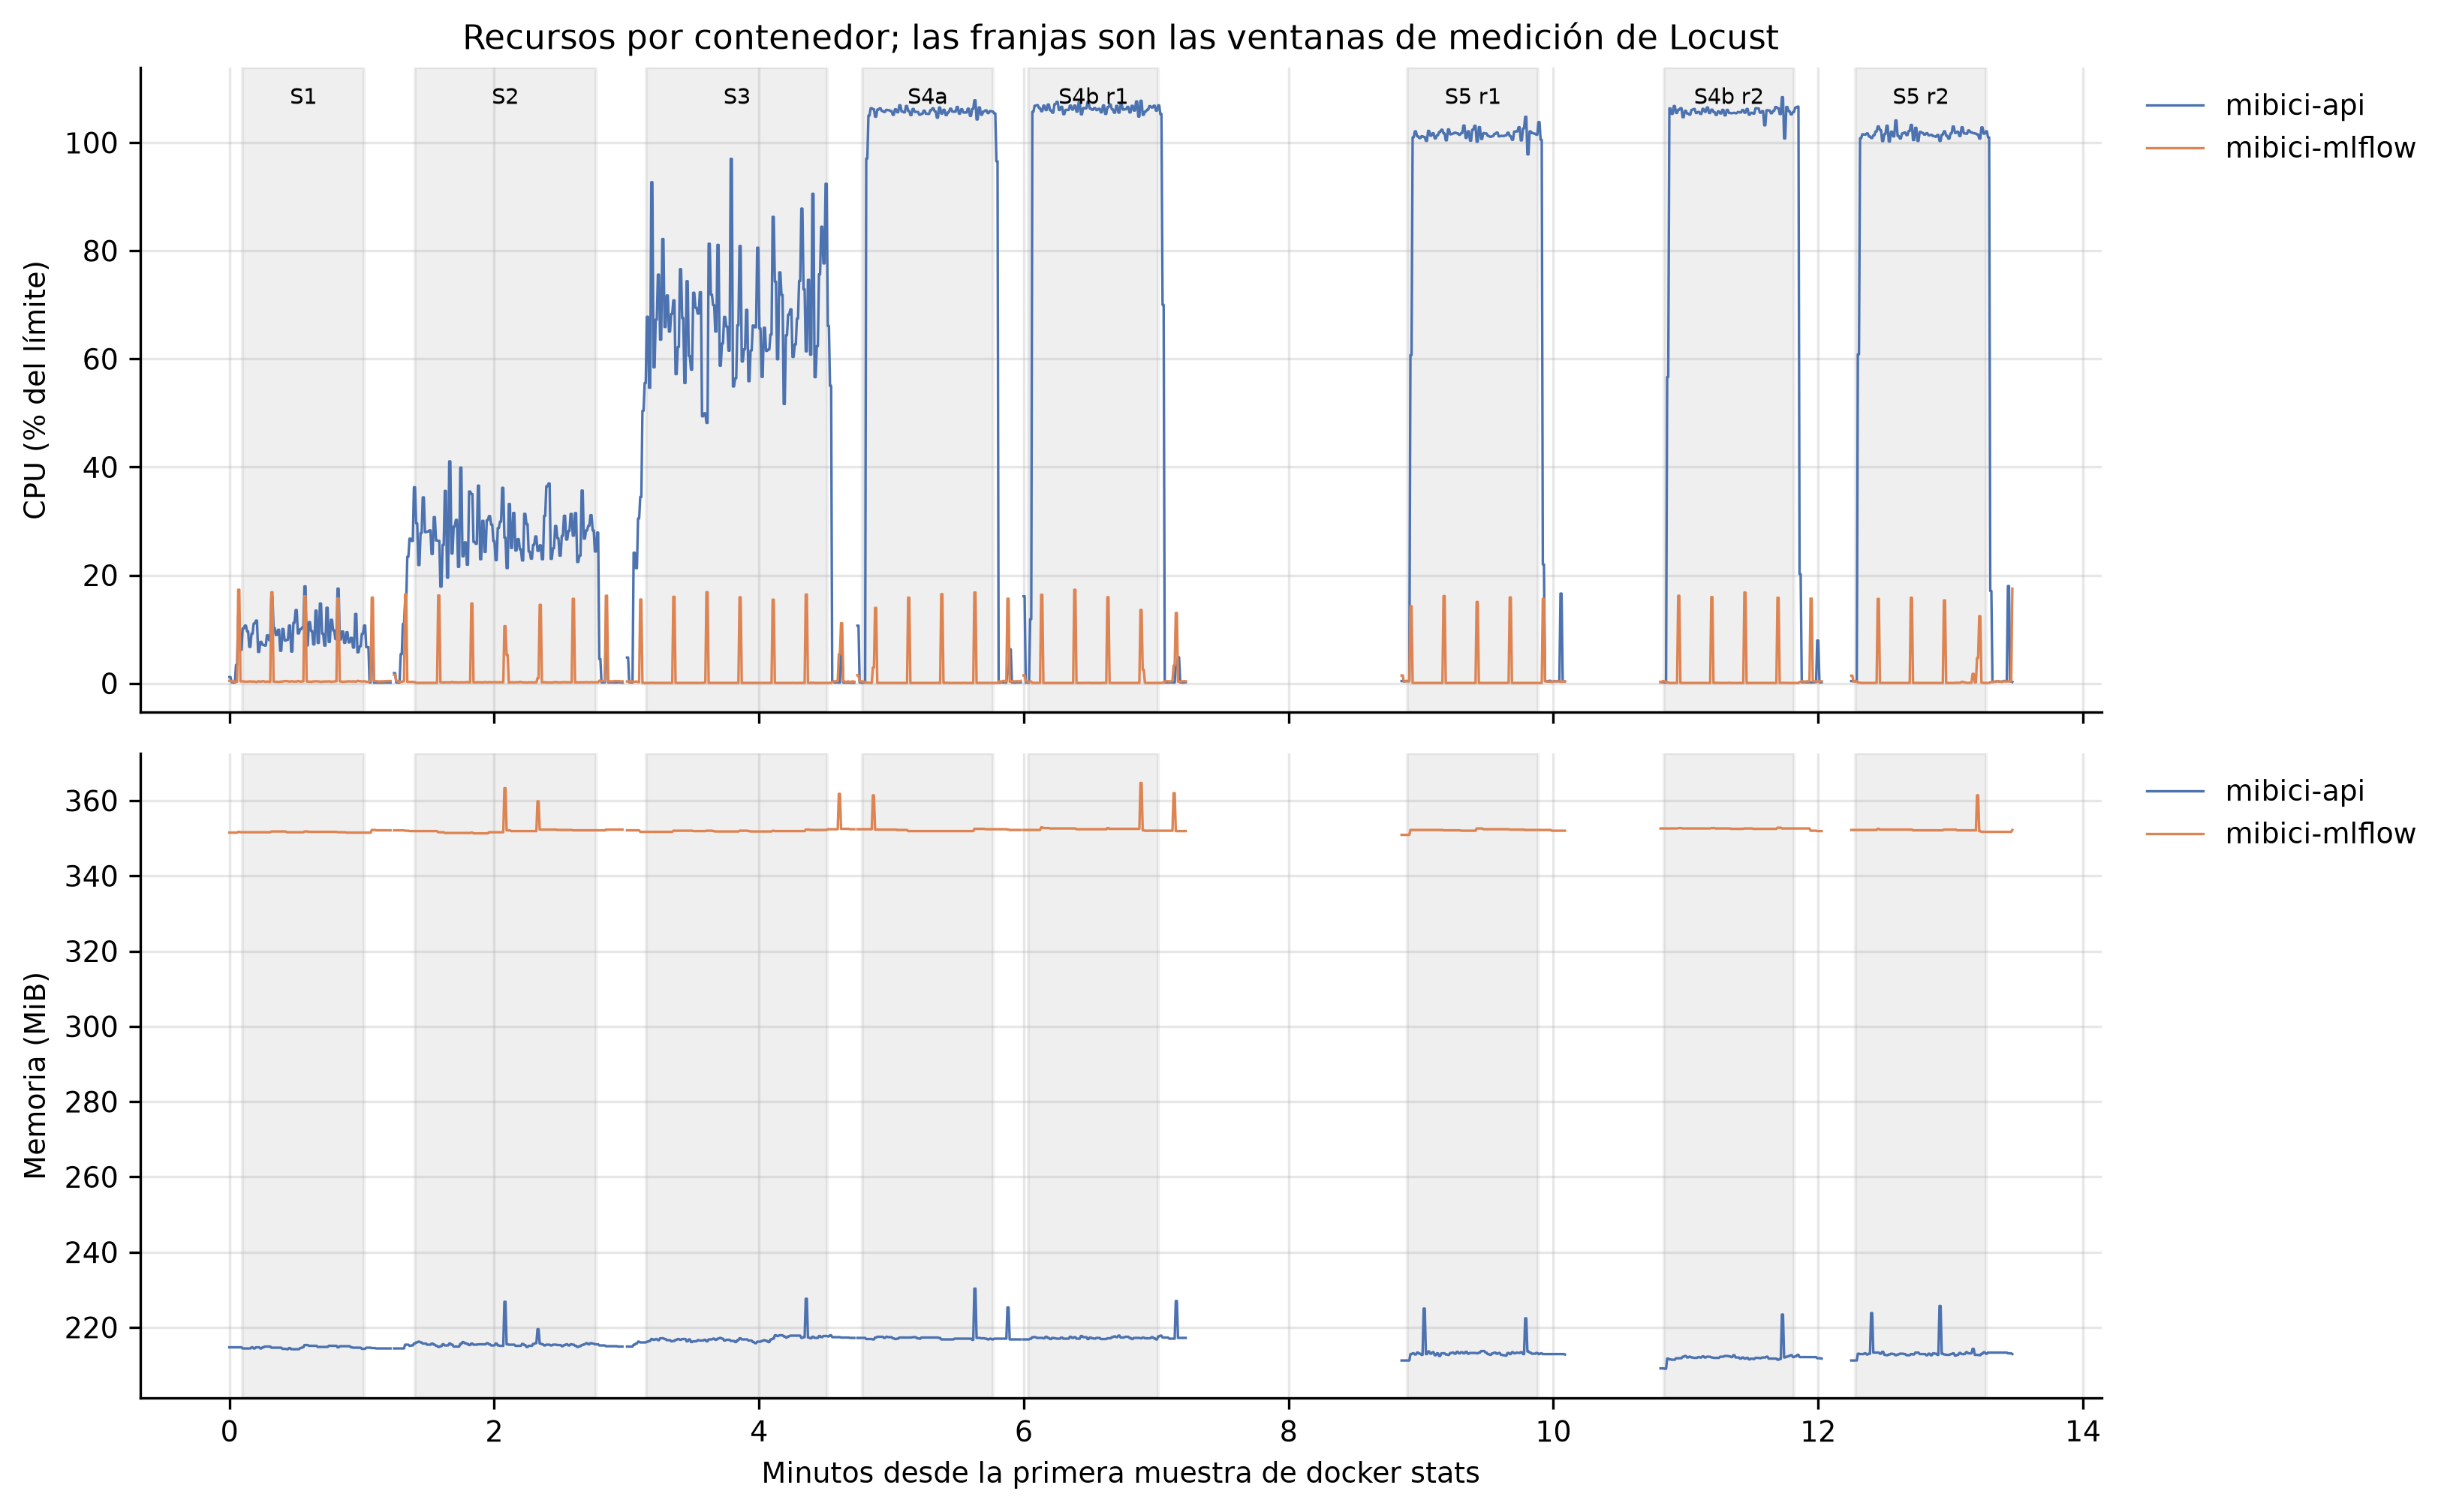 Recursos por contenedor; las franjas son las ventanas de medición de Locust
S1 S2 S3 S4a S4b r1 S5 r1 S4b r2 S5 r2
mibici-api
mibici-mlflow
CPU (% del límite)
100
80
60
40
20
0
mibici-api
mibici-mlflow
Memoria (MiB)
360
340
320
300
280
260
240
220
0 2 4 6 8 10 12 14
Minutos desde la primera muestra de docker stats